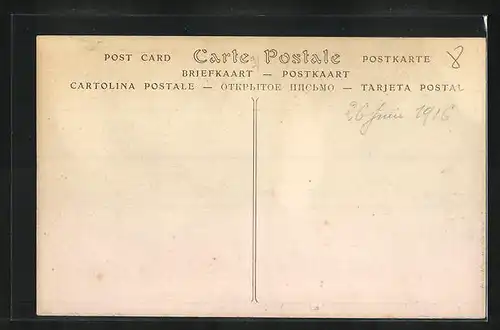 POST CARD Carte Postale POSTKARTE
BRIEFKAART — POSTKAART
CARTOLINA POSTALE — ОТКРЫТОЕ ПИСЬМО — TARJETA POSTAL
8
26 Juin 1916